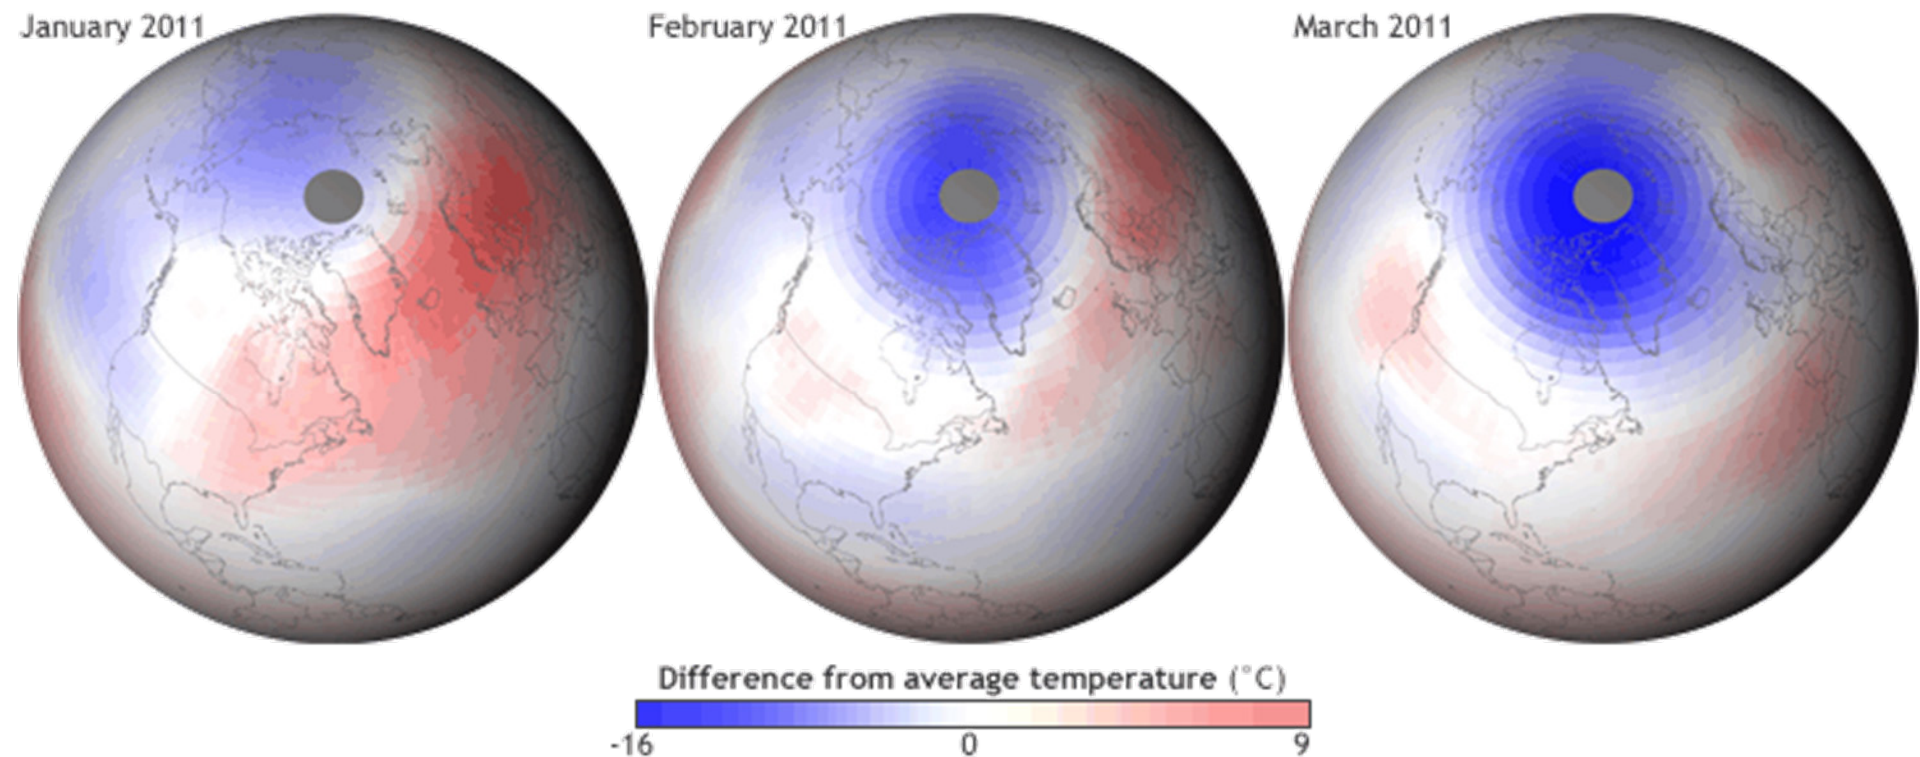 January 2011
February 2011
March 2011
Difference from average temperature (°C)
-16 0 9